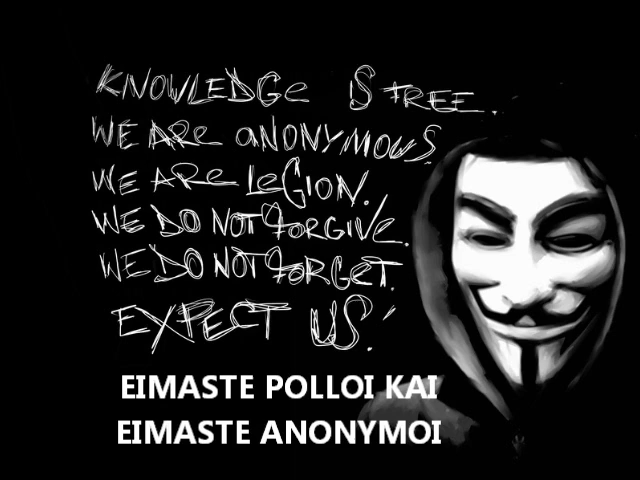 KNOWLEDGe IS FREE.
WE ARe aNONYMOUS.
WE ARe LeGION.
WE DO NOT FORGIVe.
WE DO NOT FORGeT.
EXPECT US!
EIMASTE POLLOI KAI
EIMASTE ANONYMOI